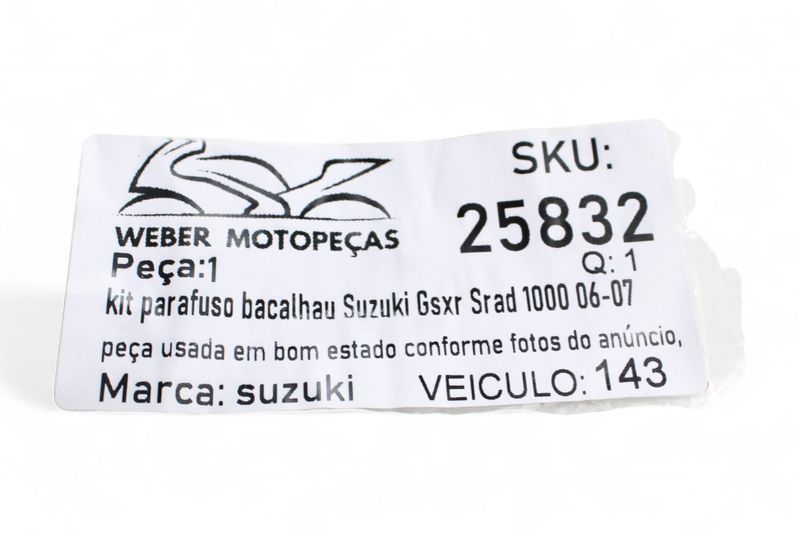 WEBER MOTOPEÇAS
SKU:
25832
Peça:1
Q: 1
kit parafuso bacalhau Suzuki Gsxr Srad 1000 06-07
peça usada em bom estado conforme fotos do anúncio,
Marca: suzuki
VEICULO: 143